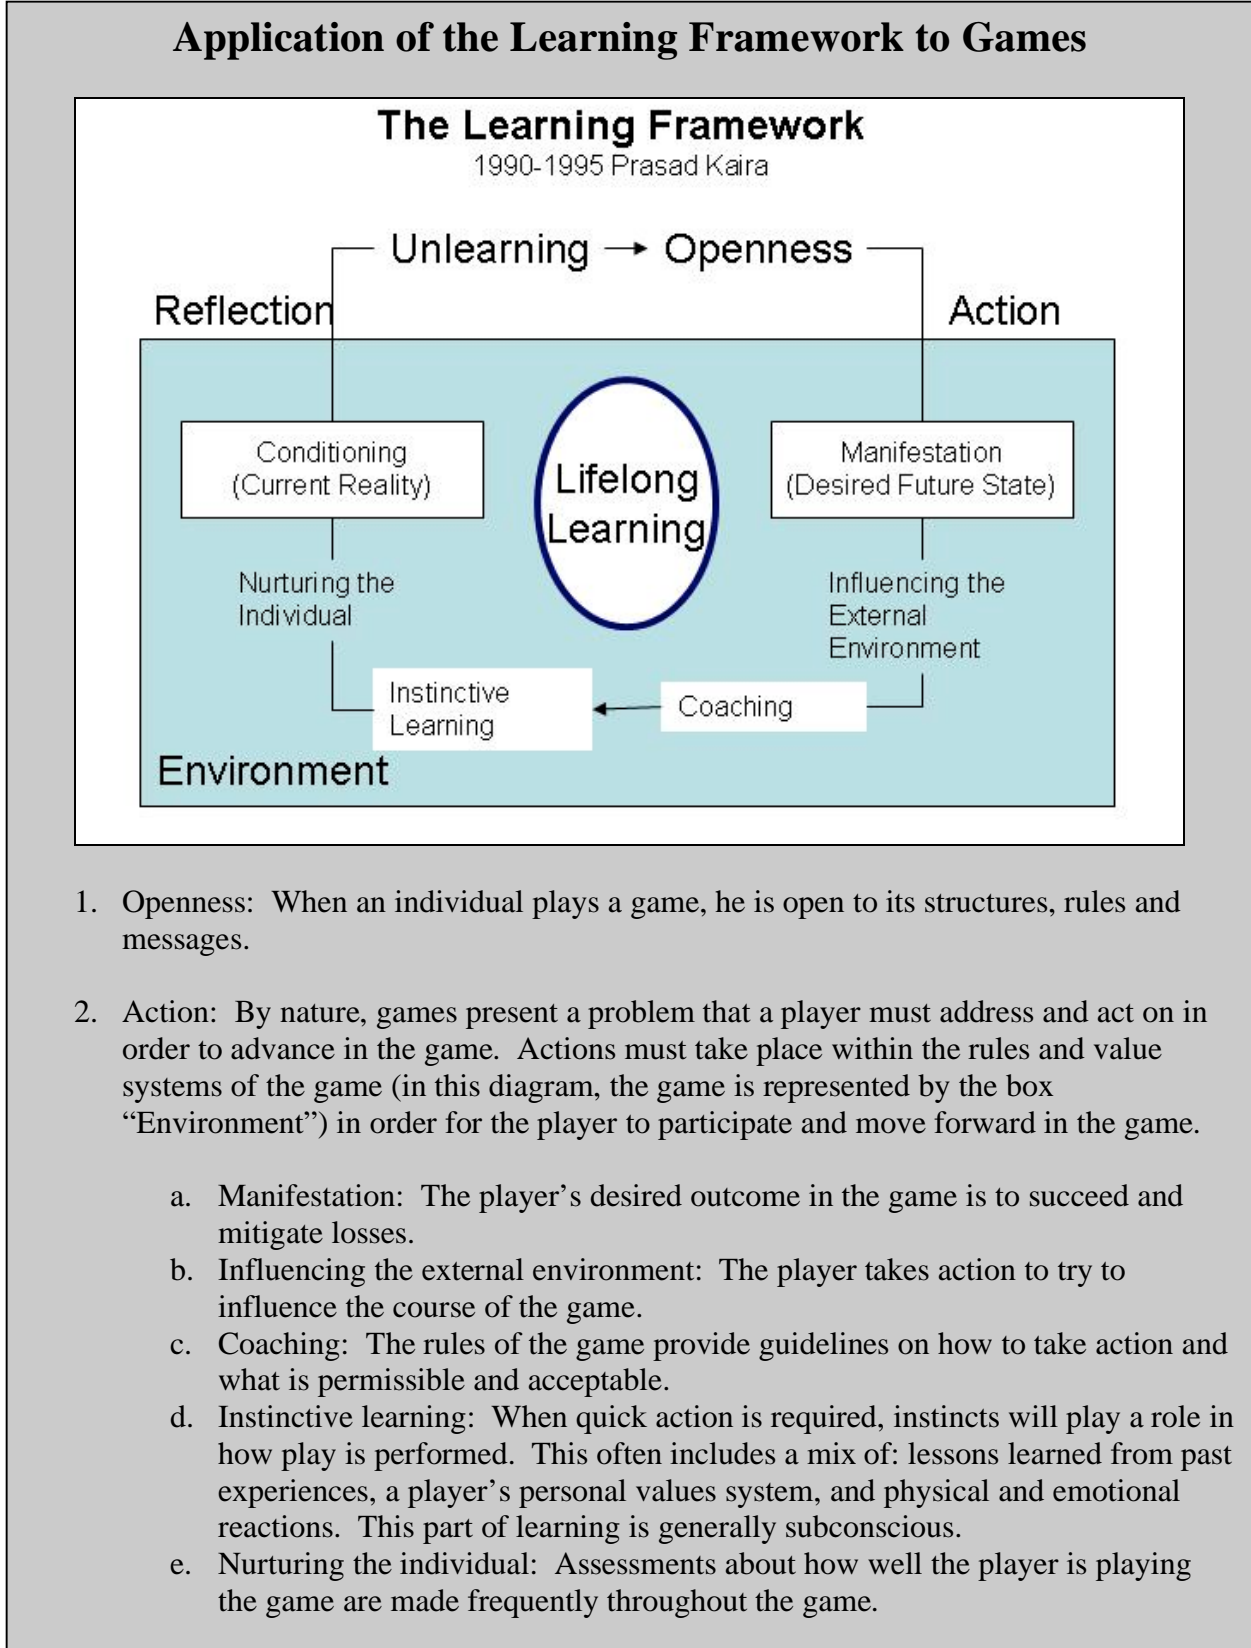 Application of the Learning Framework to Games
The Learning Framework
1990-1995 Prasad Kaira
Unlearning → Openness
Reflection
Action
Conditioning
(Current Reality)
Lifelong
Learning
Manifestation
(Desired Future State)
Nurturing the
Individual
Influencing the
External
Environment
Instinctive
Learning
Coaching
Environment
1. Openness: When an individual plays a game, he is open to its structures, rules and
messages.
2. Action: By nature, games present a problem that a player must address and act on in
order to advance in the game. Actions must take place within the rules and value
systems of the game (in this diagram, the game is represented by the box
“Environment”) in order for the player to participate and move forward in the game.
a. Manifestation: The player’s desired outcome in the game is to succeed and
mitigate losses.
b. Influencing the external environment: The player takes action to try to
influence the course of the game.
c. Coaching: The rules of the game provide guidelines on how to take action and
what is permissible and acceptable.
d. Instinctive learning: When quick action is required, instincts will play a role in
how play is performed. This often includes a mix of: lessons learned from past
experiences, a player’s personal values system, and physical and emotional
reactions. This part of learning is generally subconscious.
e. Nurturing the individual: Assessments about how well the player is playing
the game are made frequently throughout the game.